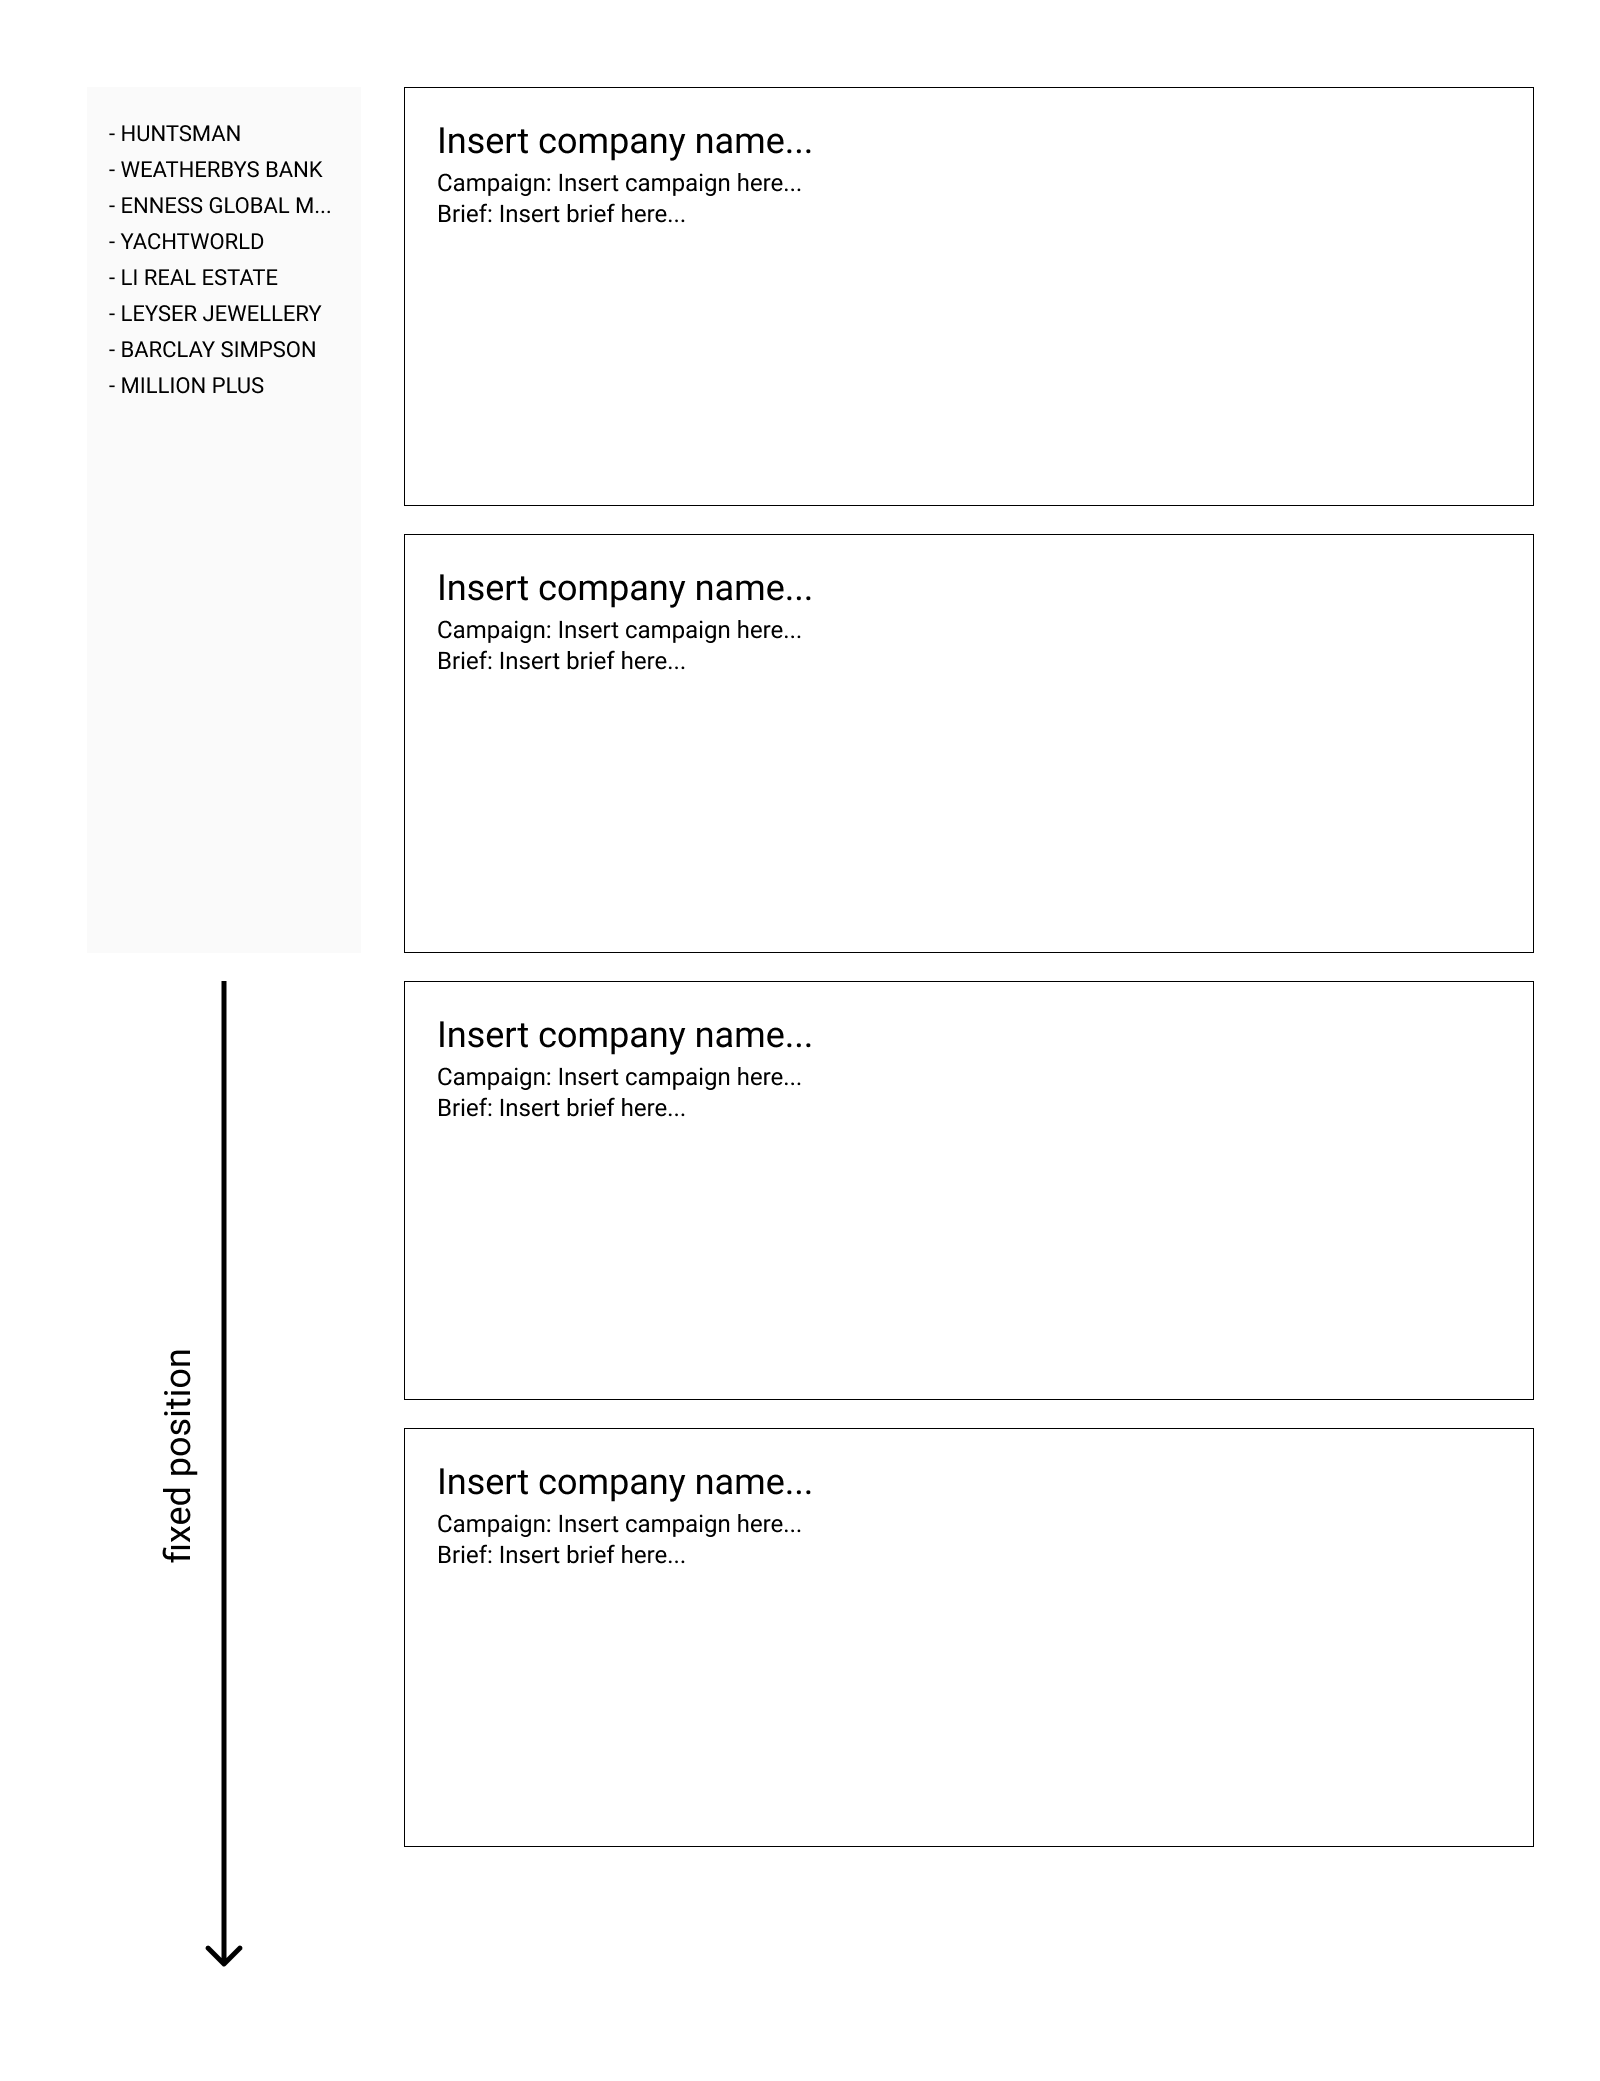 - HUNTSMAN
- WEATHERBYS BANK
- ENNESS GLOBAL M...
- YACHTWORLD
- LI REAL ESTATE
- LEYSER JEWELLERY
- BARCLAY SIMPSON
- MILLION PLUS
Insert company name...
Campaign: Insert campaign here...
Brief: Insert brief here...
Insert company name...
Campaign: Insert campaign here...
Brief: Insert brief here...
Insert company name...
Campaign: Insert campaign here...
Brief: Insert brief here...
Insert company name...
Campaign: Insert campaign here...
Brief: Insert brief here...
fixed position